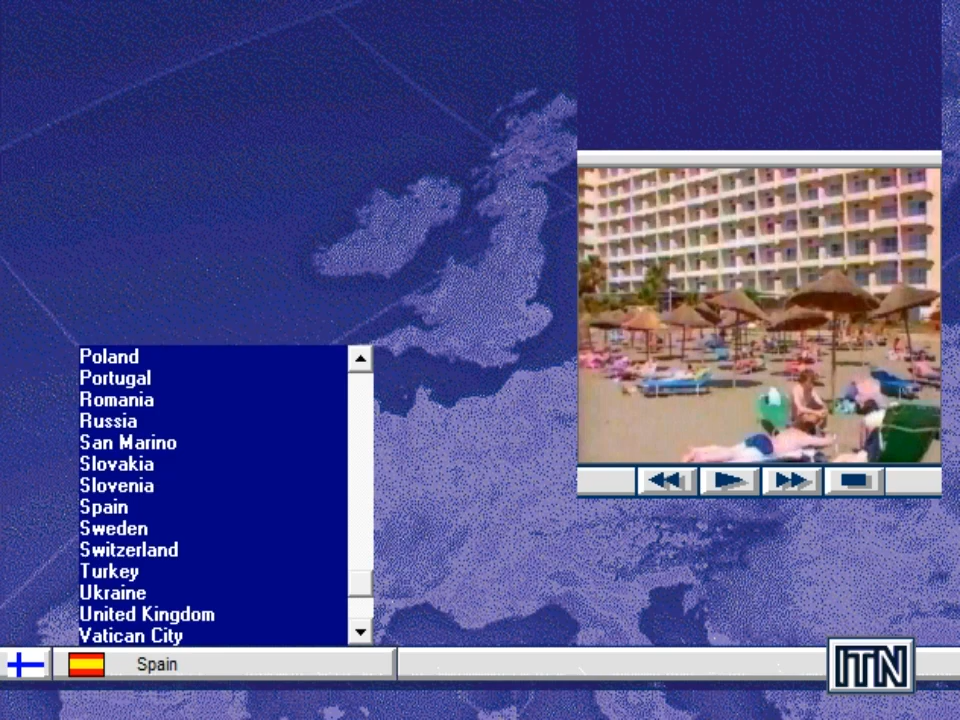 Poland
Portugal
Romania
Russia
San Marino
Slovakia
Slovenia
Spain
Sweden
Switzerland
Turkey
Ukraine
United Kingdom
Vatican City
Spain
ITN